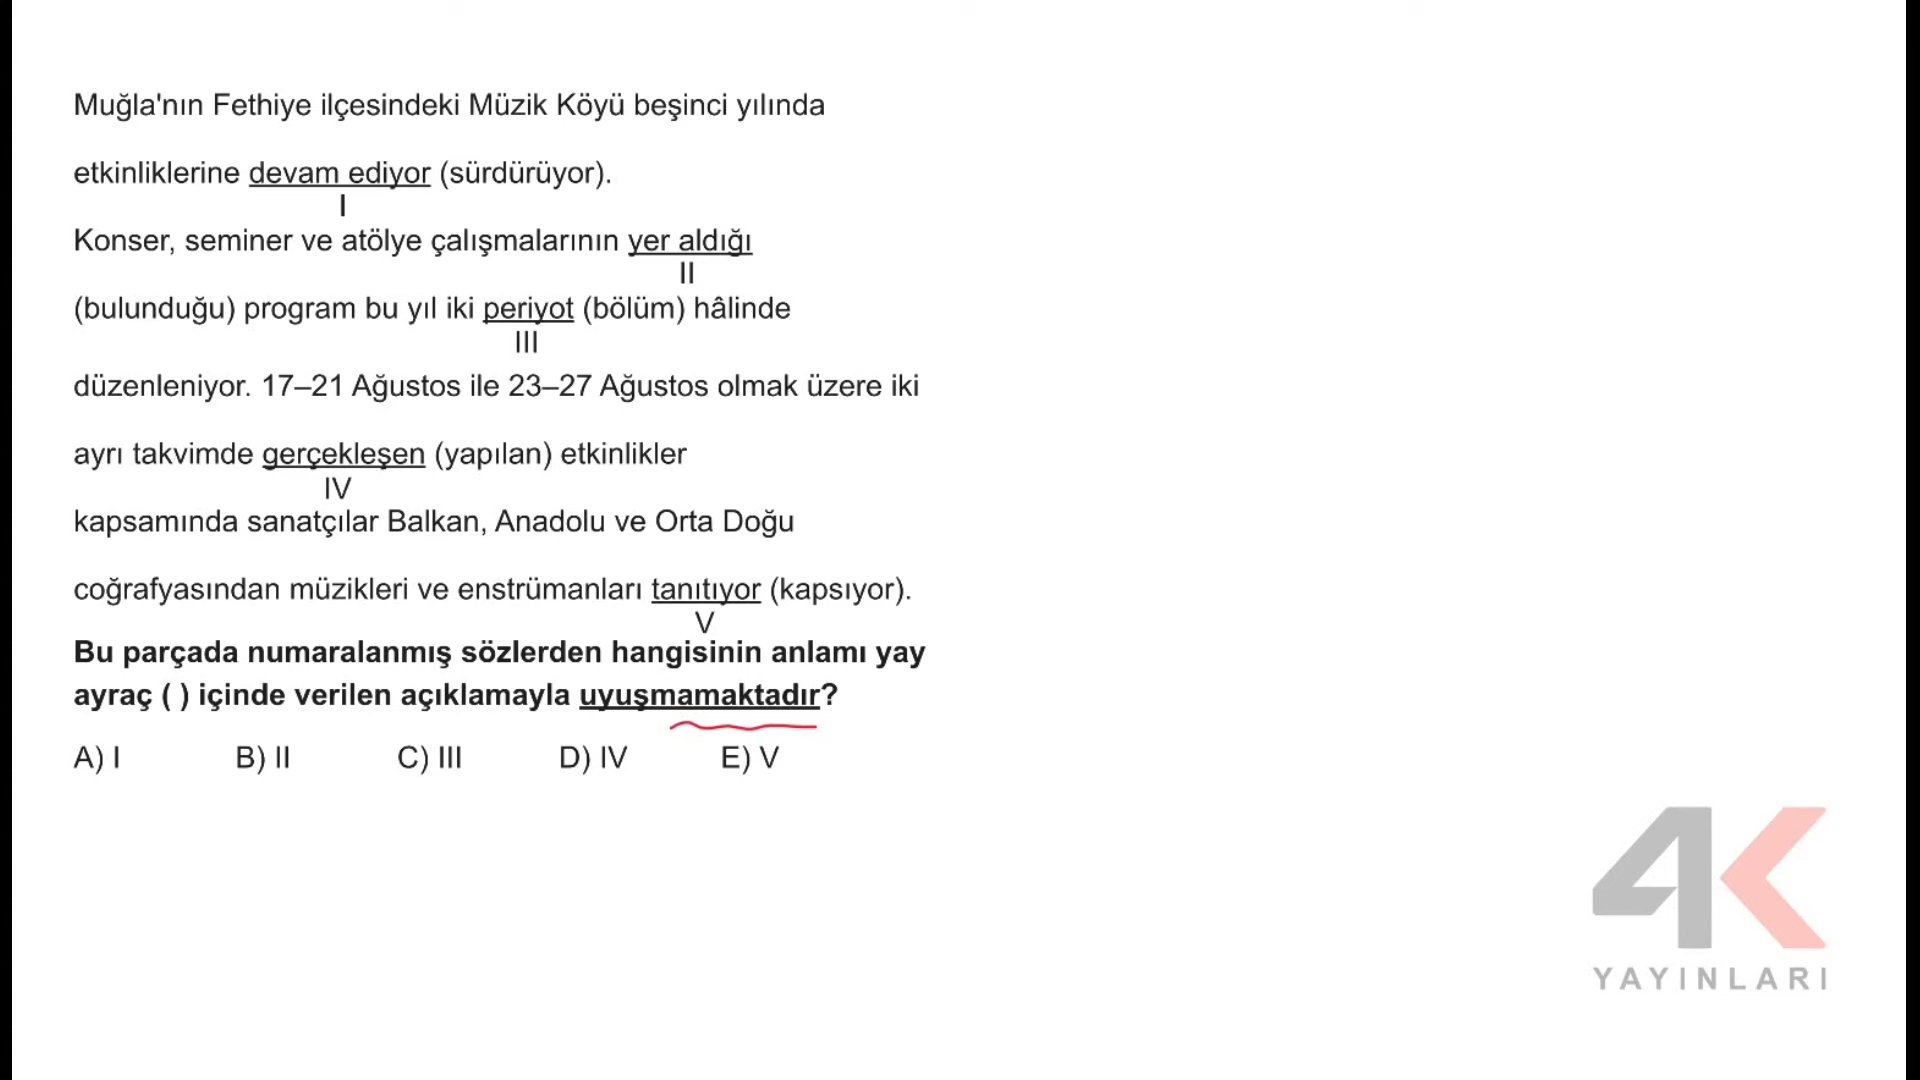 Muğla'nın Fethiye ilçesindeki Müzik Köyü beşinci yılında
etkinliklerine devam ediyor (sürdürüyor).
I
Konser, seminer ve atölye çalışmalarının yer aldığı
II
(bulunduğu) program bu yıl iki periyot (bölüm) hâlinde
III
düzenleniyor. 17–21 Ağustos ile 23–27 Ağustos olmak üzere iki
ayrı takvimde gerçekleşen (yapılan) etkinlikler
IV
kapsamında sanatçılar Balkan, Anadolu ve Orta Doğu
coğrafyasından müzikleri ve enstrümanları tanıtıyor (kapsıyor).
V
Bu parçada numaralanmış sözlerden hangisinin anlamı yay
ayraç ( ) içinde verilen açıklamayla uyuşmamaktadır?
A) I B) II C) III D) IV E) V
4K
YAYINLARI